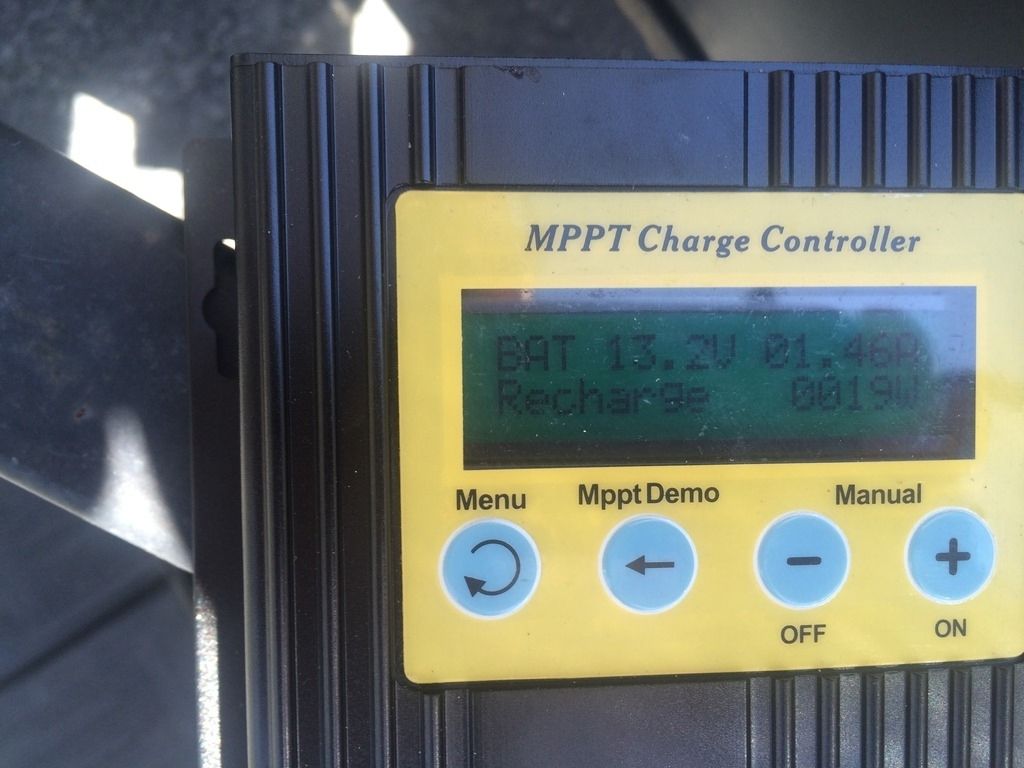 MPPT Charge Controller
BAT 13.2V 01.46A
Recharge 0019W
Menu Mppt Demo Manual
- +
OFF ON